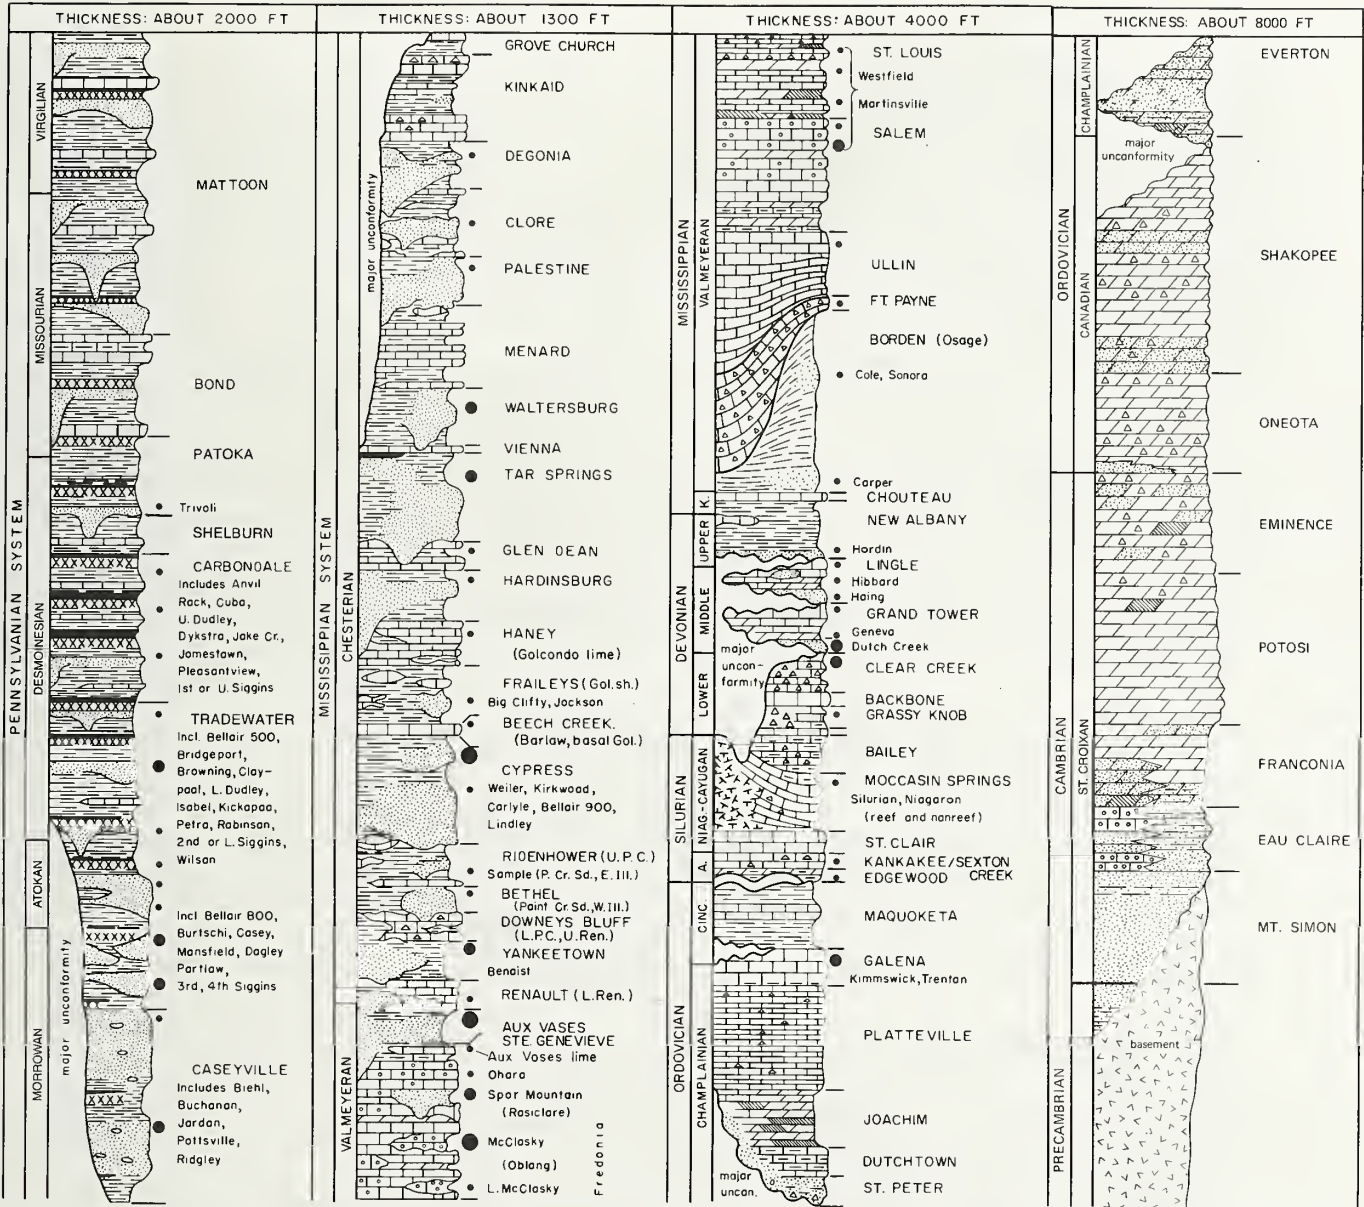 THICKNESS: ABOUT 2000 FT
PENNSYLVANIAN SYSTEM
VIRGILIAN
MISSOURIAN
DESMOINESIAN
ATOKAN
MORROWAN
MATTOON
BOND
PATOKA
Trivoli
SHELBURN
CARBONDALE
Includes Anvil
Rock, Cuba,
U. Dudley,
Dykstra, Jake Cr.,
Jamestown,
Pleasantview,
1st or U. Siggins
TRADEWATER
Incl. Bellair 500,
Bridgeport,
Browning, Clay-
pool, L. Dudley,
Isabel, Kickapoo,
Petro, Robinson,
2nd or L. Siggins,
Wilson
Incl Bellair 800,
Burtschi, Casey,
Mansfield, Dagley
Partlow,
3rd, 4th Siggins
major unconformity
CASEYVILLE
Includes Biehl,
Buchanan,
Jordan,
Pottsville,
Ridgley
THICKNESS: ABOUT 1300 FT
MISSISSIPPIAN SYSTEM
CHESTERIAN
VALMEYERAN
major unconformity
GROVE CHURCH
KINKAID
DEGONIA
CLORE
PALESTINE
MENARD
WALTERSBURG
VIENNA
TAR SPRINGS
GLEN DEAN
HARDINSBURG
HANEY
(Golcondo lime)
FRAILEYS (Gol. sh.)
Big Clifty, Jackson
BEECH CREEK.
(Barlow, basal Gol.)
CYPRESS
Weiler, Kirkwood,
Carlyle, Bellair 900,
Lindley
RIDENHOWER (U. P. C.)
Sample (P. Cr. Sd., E. Ill.)
BETHEL
(Paint Cr. Sd., W. Ill.)
DOWNEYS BLUFF
(L.P.C., U. Ren.)
YANKEETOWN
Benoist
RENAULT (L. Ren.)
AUX VASES
STE. GENEVIEVE
Aux Vases lime
Ohara
Spar Mountain
(Rosiclare)
McClosky
(Oblong)
L. McClosky
Fredonia
THICKNESS: ABOUT 4000 FT
MISSISSIPPIAN
VALMEYERAN
K.
DEVONIAN
UPPER
MIDDLE
LOWER
SILURIAN
NIAG.-CAYUGAN
A.
ORDOVICIAN
CINC.
CHAMPLAINIAN
ST. LOUIS
Westfield
Martinsville
SALEM
ULLIN
FT. PAYNE
BORDEN (Osage)
Cole, Sonora
Carper
CHOUTEAU
NEW ALBANY
Hardin
LINGLE
Hibbard
Hoing
GRAND TOWER
Geneva
Dutch Creek
major
uncon-
formity
CLEAR CREEK
BACKBONE
GRASSY KNOB
BAILEY
MOCCASIN SPRINGS
Silurian, Niagaran
(reef and nonreef)
ST. CLAIR
KANKAKEE/SEXTON
EDGEWOOD CREEK
MAQUOKETA
GALENA
Kimmswick, Trenton
PLATTEVILLE
JOACHIM
DUTCHTOWN
ST. PETER
major
uncon.
THICKNESS: ABOUT 8000 FT
ORDOVICIAN
CHAMPLAINIAN
CANADIAN
CAMBRIAN
ST. CROIXAN
PRECAMBRIAN
EVERTON
major
unconformity
SHAKOPEE
ONEOTA
EMINENCE
POTOSI
FRANCONIA
EAU CLAIRE
MT. SIMON
basement